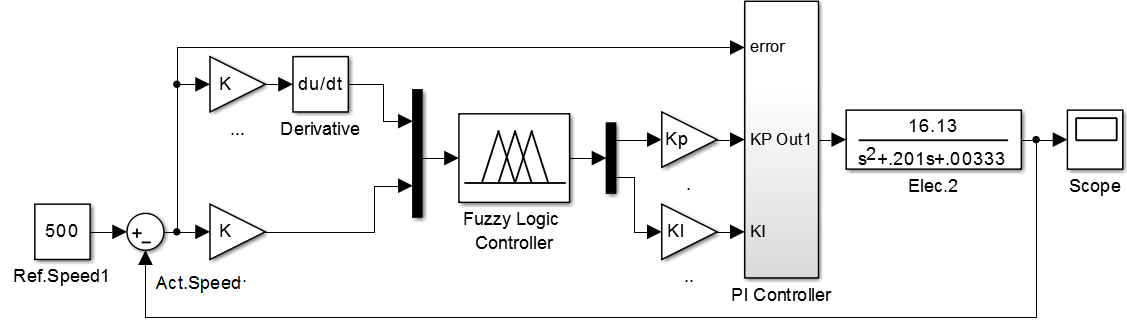 error
K
du/dt
...
Derivative
16.13
Kp
KP Out1
s2+.201s+.00333
Elec.2
Scope
.
Fuzzy Logic
Controller
500
+
−
K
KI
KI
Ref.Speed1
Act.Speed..
..
PI Controller